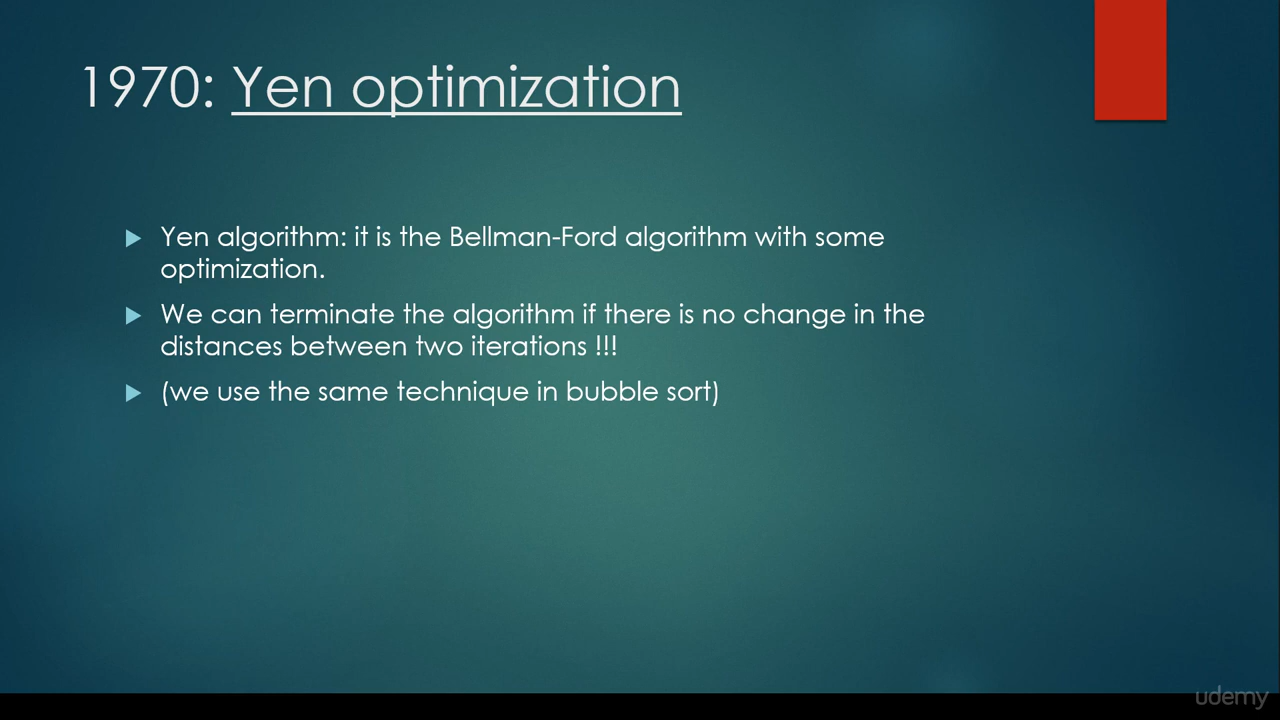 1970: Yen optimization
Yen algorithm: it is the Bellman-Ford algorithm with some
optimization.
We can terminate the algorithm if there is no change in the
distances between two iterations !!!
(we use the same technique in bubble sort)
udemy